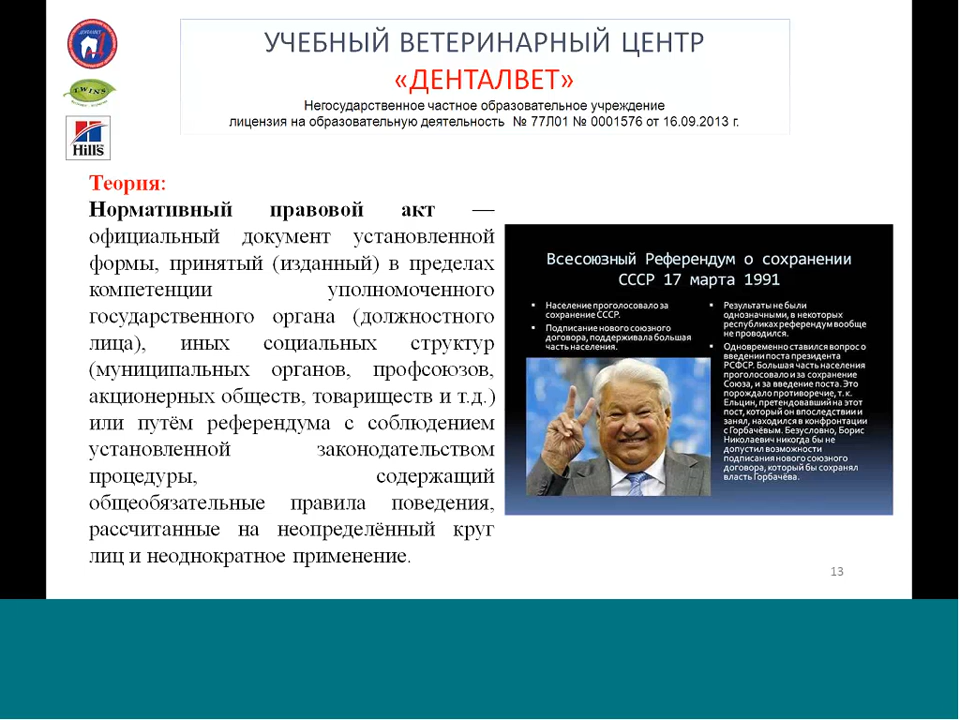 ДЕНТАЛВЕТ
TWINS
Hill's
УЧЕБНЫЙ ВЕТЕРИНАРНЫЙ ЦЕНТР
«ДЕНТАЛВЕТ»
Негосударственное частное образовательное учреждение
лицензия на образовательную деятельность № 77Л01 № 0001576 от 16.09.2013 г.
Теория:
Нормативный правовой акт —
официальный документ установленной
формы, принятый (изданный) в пределах
компетенции уполномоченного
государственного органа (должностного
лица), иных социальных структур
(муниципальных органов, профсоюзов,
акционерных обществ, товариществ и т.д.)
или путём референдума с соблюдением
установленной законодательством
процедуры, содержащий
общеобязательные правила поведения,
рассчитанные на неопределённый круг
лиц и неоднократное применение.
Всесоюзный Референдум о сохранении
СССР 17 марта 1991
▪ Население проголосовало за
сохранение СССР.
▪ Подписание нового союзного
договора, поддерживала большая
часть населения.
▪ Результаты не были
однозначными, в некоторых
республиках референдум вообще
не проводился.
▪ Одновременно ставился вопрос о
введении поста президента
РСФСР. Большая часть населения
проголосовало и за сохранение
Союза, и за введение поста. Это
порождало противоречие, т. к.
Ельцин, претендовавший на этот
пост, который он впоследствии и
занял, находился в конфронтации
с Горбачёвым. Безусловно, Борис
Николаевич никогда бы не
допустил возможности
подписания нового союзного
договора, который бы сохранял
власть Горбачёва.
13